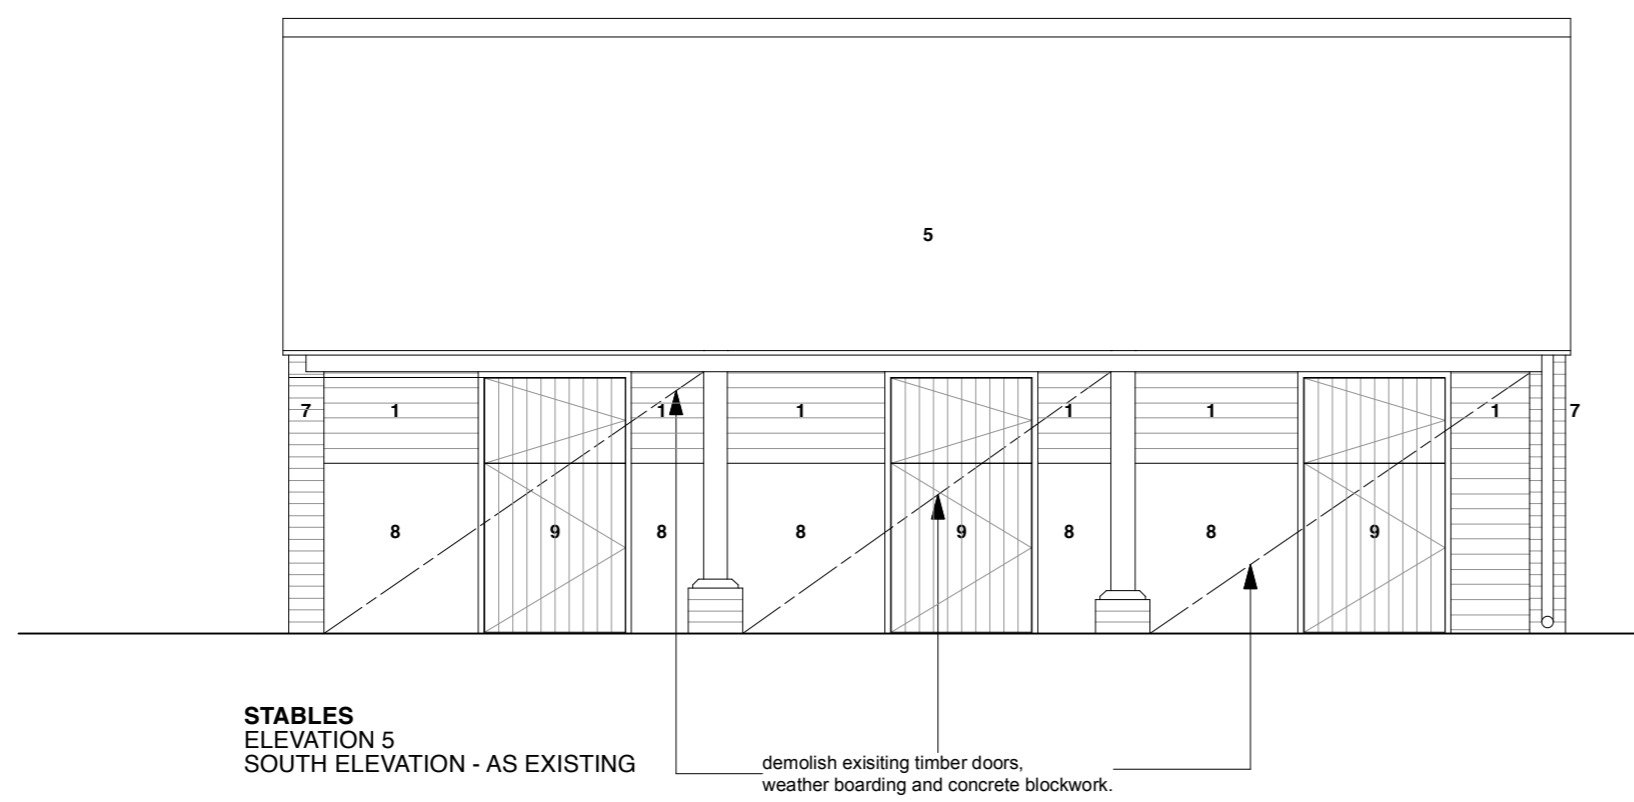 5
7 1 1 1 1 1 1 7
8 9 8 8 9 8 8 9
STABLES
ELEVATION 5
SOUTH ELEVATION - AS EXISTING
demolish exisiting timber doors,
weather boarding and concrete blockwork.